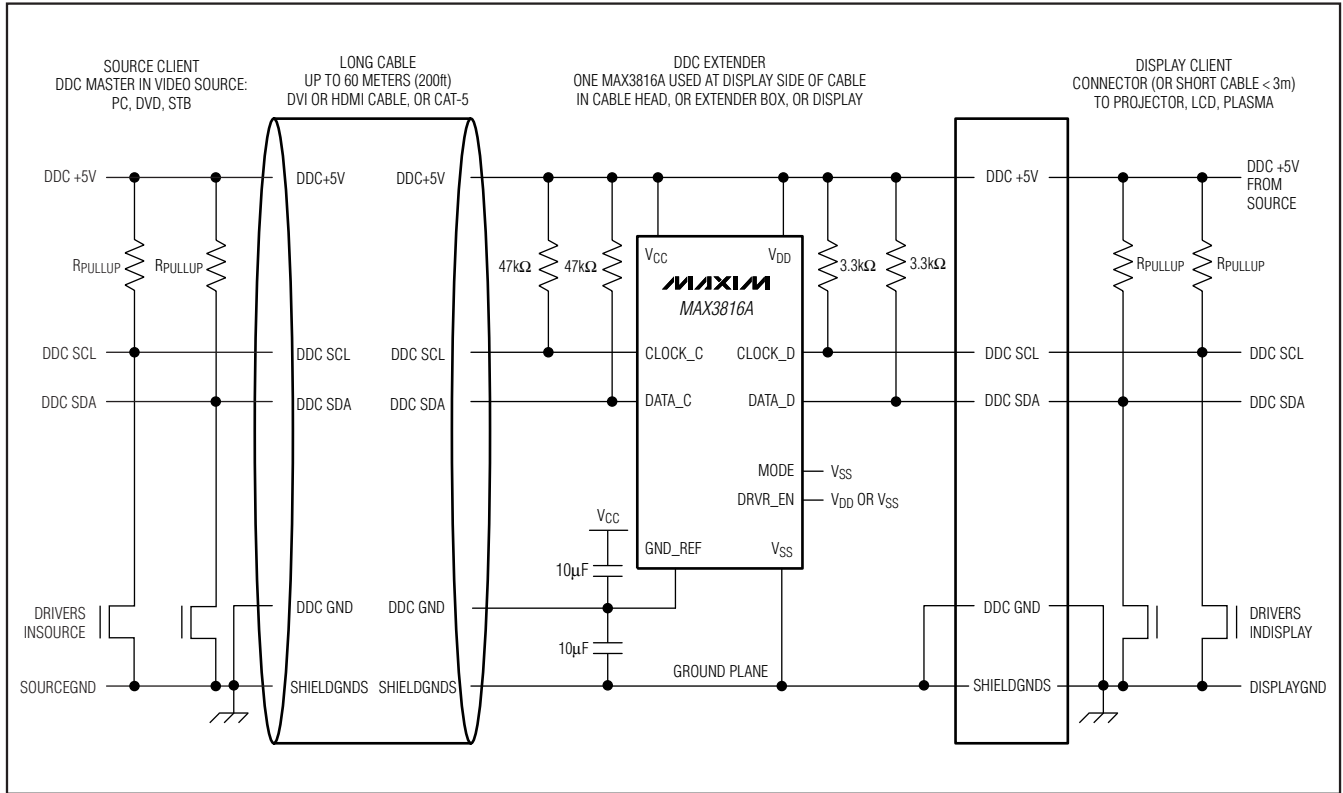 SOURCE CLIENT
DDC MASTER IN VIDEO SOURCE:
PC, DVD, STB
LONG CABLE
UP TO 60 METERS (200ft)
DVI OR HDMI CABLE, OR CAT-5
DDC EXTENDER
ONE MAX3816A USED AT DISPLAY SIDE OF CABLE
IN CABLE HEAD, OR EXTENDER BOX, OR DISPLAY
DISPLAY CLIENT
CONNECTOR (OR SHORT CABLE < 3m)
TO PROJECTOR, LCD, PLASMA
DDC +5V
DDC+5V
DDC+5V
DDC +5V
DDC +5V
FROM
SOURCE
RPULLUP
RPULLUP
47kΩ
47kΩ
VCC
VDD
MAXIM
MAX3816A
3.3kΩ
3.3kΩ
RPULLUP
RPULLUP
DDC SCL
DDC SCL
DDC SCL
CLOCK_C
CLOCK_D
DDC SCL
DDC SCL
DDC SDA
DDC SDA
DDC SDA
DATA_C
DATA_D
DDC SDA
DDC SDA
MODE
VSS
DRVR_EN
VDD OR VSS
VCC
GND_REF
VSS
10µF
DRIVERS
INSOURCE
DDC GND
DDC GND
DDC GND
DRIVERS
INDISPLAY
10µF
GROUND PLANE
SOURCEGND
SHIELDGNDS
SHIELDGNDS
SHIELDGNDS
DISPLAYGND